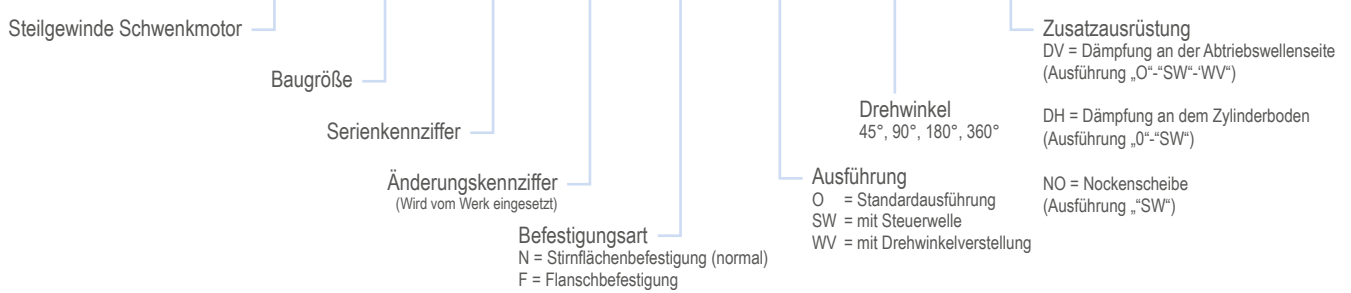 Steilgewinde Schwenkmotor
Baugröße
Serienkennziffer
Änderungskennziffer
(Wird vom Werk eingesetzt)
Befestigungsart
N = Stirnflächenbefestigung (normal)
F = Flanschbefestigung
Ausführung
O = Standardausführung
SW = mit Steuerwelle
WV = mit Drehwinkelverstellung
Drehwinkel
45°, 90°, 180°, 360°
Zusatzausrüstung
DV = Dämpfung an der Abtriebswellenseite
(Ausführung „O“-“SW“-‘WV“)
DH = Dämpfung an dem Zylinderboden
(Ausführung „0“-“SW“)
NO = Nockenscheibe
(Ausführung „“SW“)